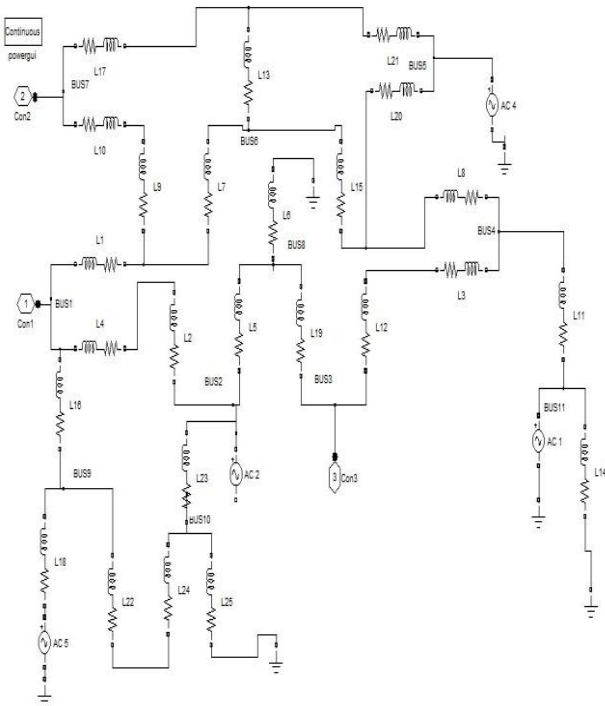 Continuous
powergui
L17
L13
L21
BUS5
BUS7
2
Con2
L20
+
AC 4
L10
BUS6
L9
L7
L15
L8
L6
L1
BUS8
BUS4
L3
1
BUS1
Con1
L4
L2
L5
L19
L12
L11
BUS2
BUS3
L16
BUS11
+
AC 1
L14
BUS9
L23
+
AC 2
3
Con3
BUS10
L18
L22
L24
L25
+
AC 5